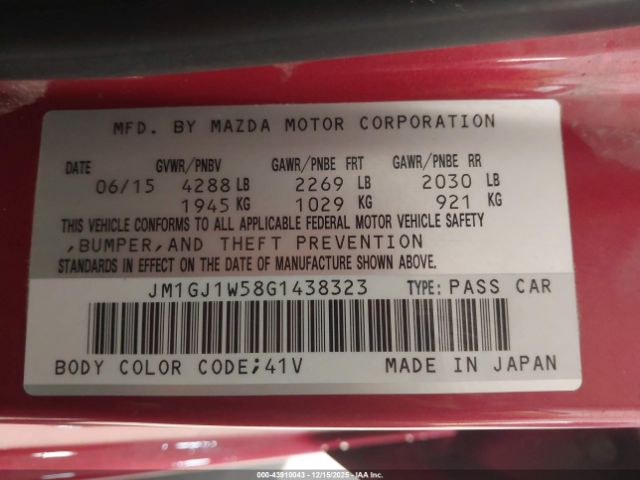 MFD. BY MAZDA MOTOR CORPORATION
DATE GVWR/PNBV GAWR/PNBE FRT GAWR/PNBE RR
06/15 4288 LB 2269 LB 2030 LB
1945 KG 1029 KG 921 KG
THIS VEHICLE CONFORMS TO ALL APPLICABLE FEDERAL MOTOR VEHICLE SAFETY
,BUMPER,AND THEFT PREVENTION
STANDARDS IN EFFECT ON THE DATE OF MANUFACTURE SHOWN ABOVE.
JM1GJ1W58G1438323 TYPE: PASS CAR
BODY COLOR CODE;41V MADE IN JAPAN
000-43910043 - 12/15/2025 - IAA Inc.